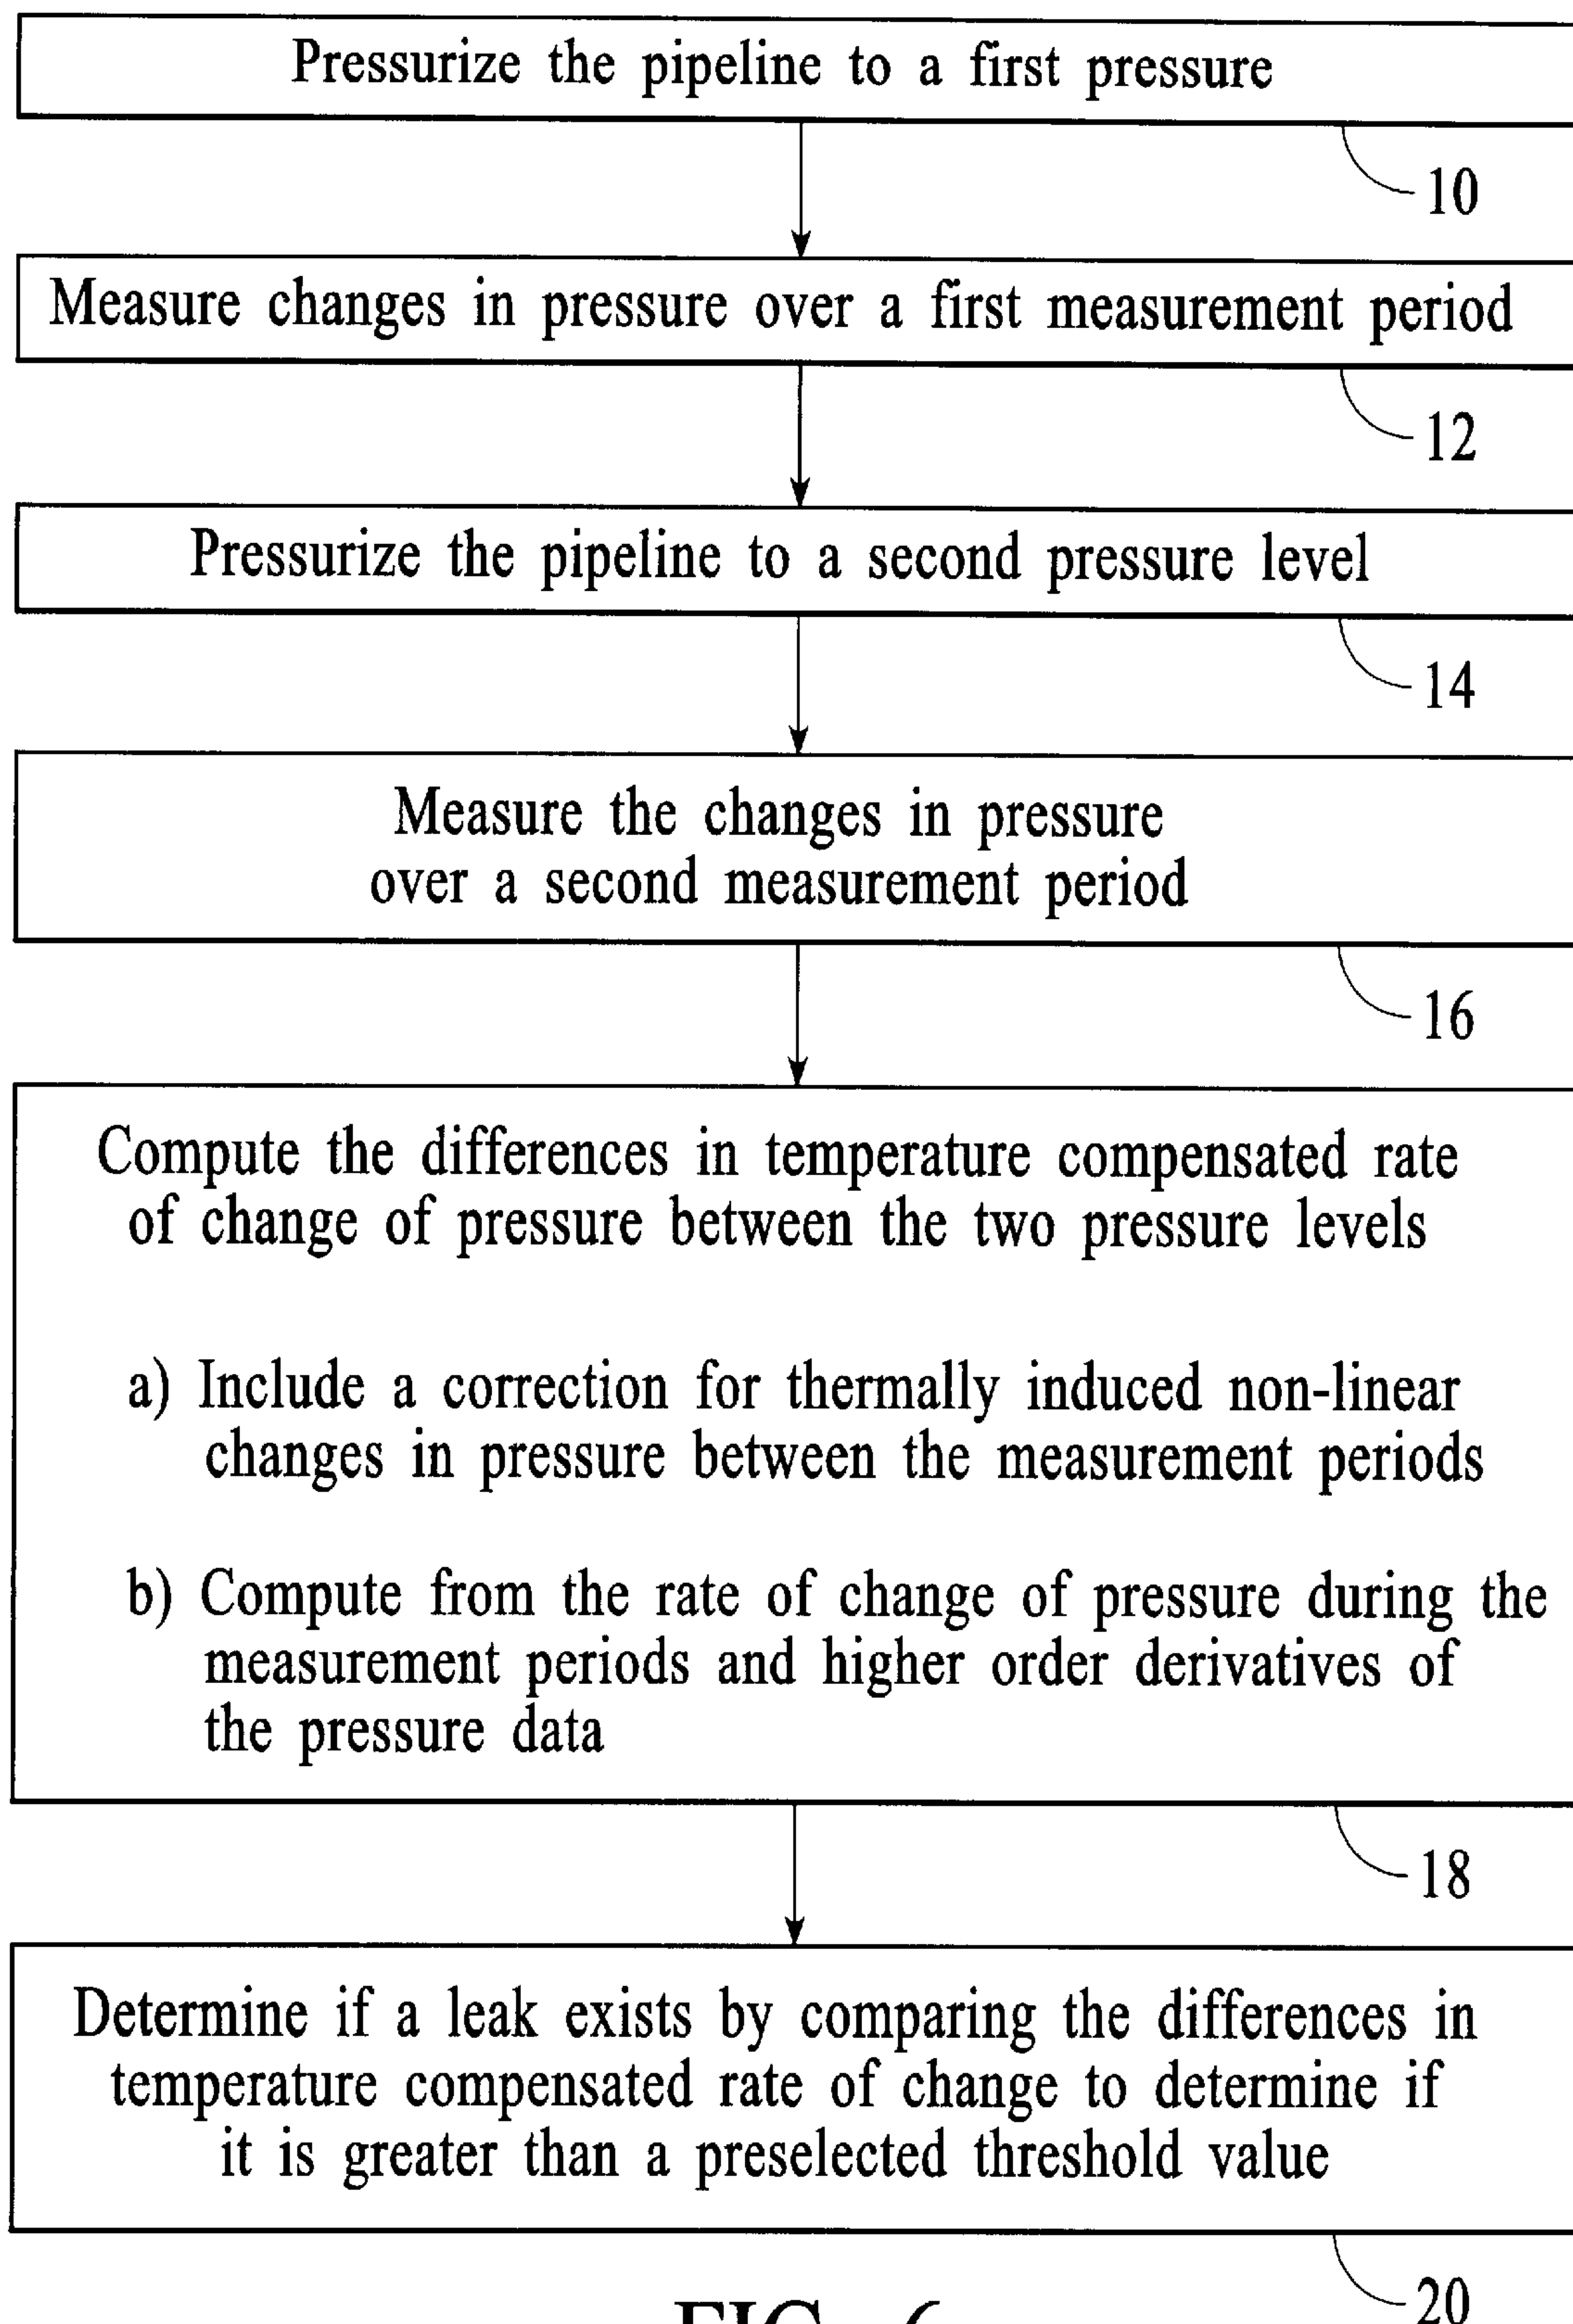 Pressurize the pipeline to a first pressure
10
Measure changes in pressure over a first measurement period
12
Pressurize the pipeline to a second pressure level
14
Measure the changes in pressure
over a second measurement period
16
Compute the differences in temperature compensated rate
of change of pressure between the two pressure levels
a) Include a correction for thermally induced non-linear
changes in pressure between the measurement periods
b) Compute from the rate of change of pressure during the
measurement periods and higher order derivatives of
the pressure data
18
Determine if a leak exists by comparing the differences in
temperature compensated rate of change to determine if
it is greater than a preselected threshold value
20
FIG. 6